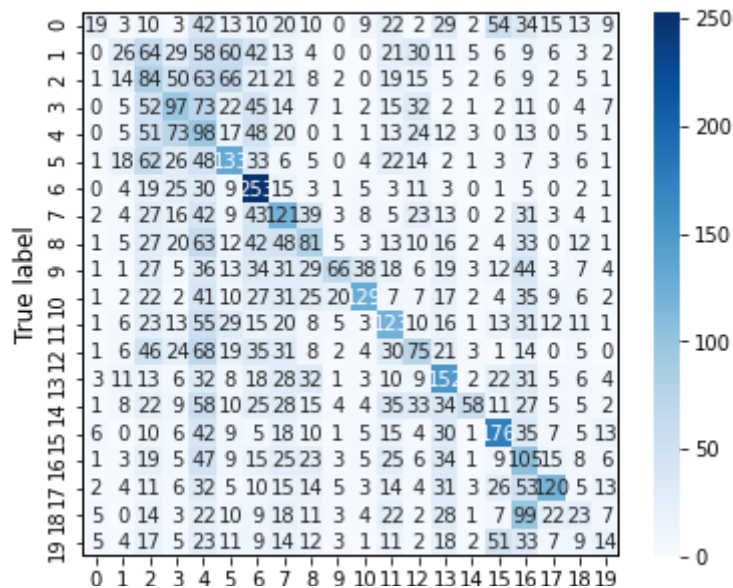 0 19 3 10 3 42 13 10 20 10 0 9 22 2 29 2 54 34 15 13 9
1 0 26 64 29 58 60 42 13 4 0 0 21 30 11 5 6 9 6 3 2
2 1 14 84 50 63 66 21 21 8 2 0 19 15 5 2 6 9 2 5 1
3 0 5 52 97 73 22 45 14 7 1 2 15 32 2 1 2 11 0 4 7
4 0 5 51 73 98 17 48 20 0 1 1 13 24 12 3 0 13 0 5 1
5 1 18 62 26 48 133 33 6 5 0 4 22 14 2 1 3 7 3 6 1
6 0 4 19 25 30 9 253 15 3 1 5 3 11 3 0 1 5 0 2 1
7 2 4 27 16 42 9 43 121 39 3 8 5 23 13 0 2 31 3 4 1
8 1 5 27 20 63 12 42 48 81 5 3 13 10 16 2 4 33 0 12 1
9 1 1 27 5 36 13 34 31 29 66 38 18 6 19 3 12 44 3 7 4
10 1 2 22 2 41 10 27 31 25 20 129 7 7 17 2 4 35 9 6 2
11 1 6 23 13 55 29 15 20 8 5 3 123 10 16 1 13 31 12 11 1
12 1 6 46 24 68 19 35 31 8 2 4 30 75 21 3 1 14 0 5 0
13 3 11 13 6 32 8 18 28 32 1 3 10 9 152 2 22 31 5 6 4
14 1 8 22 9 58 10 25 28 15 4 4 35 33 34 58 11 27 5 5 2
15 6 0 10 6 42 9 5 18 10 1 5 15 4 30 1 176 35 7 5 13
16 1 3 19 5 47 9 15 25 23 3 5 25 6 34 1 9 105 15 8 6
17 2 4 11 6 32 5 10 15 14 5 3 14 4 31 3 26 53 120 5 13
18 5 0 14 3 22 10 9 18 11 3 4 22 2 28 1 7 99 22 23 7
19 5 4 17 5 23 11 9 14 12 3 1 11 2 18 2 51 33 7 9 14
0 1 2 3 4 5 6 7 8 9 10 11 12 13 14 15 16 17 18 19
True label
250
200
150
100
50
0